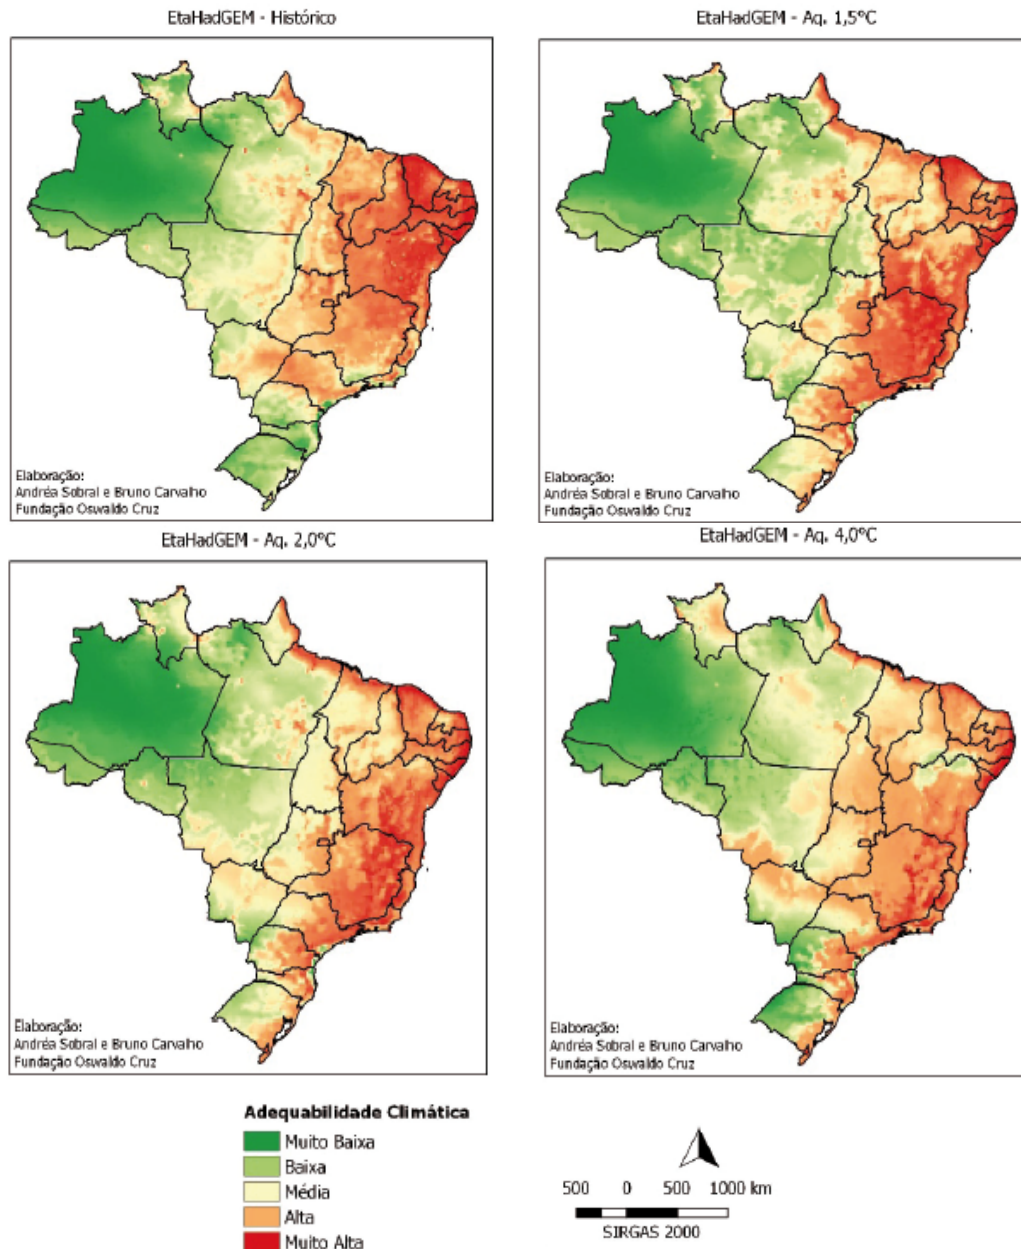 EtaHadGEM - Histórico
EtaHadGEM - Aq. 1,5°C
Elaboração:
Andréa Sobral e Bruno Carvalho
Fundação Oswaldo Cruz
Elaboração:
Andréa Sobral e Bruno Carvalho
Fundação Oswaldo Cruz
EtaHadGEM - Aq. 2,0°C
EtaHadGEM - Aq. 4,0°C
Elaboração:
Andréa Sobral e Bruno Carvalho
Fundação Oswaldo Cruz
Elaboração:
Andréa Sobral e Bruno Carvalho
Fundação Oswaldo Cruz
Adequabilidade Climática
Muito Baixa
Baixa
Média
Alta
Muito Alta
500 0 500 1000 km
SIRGAS 2000